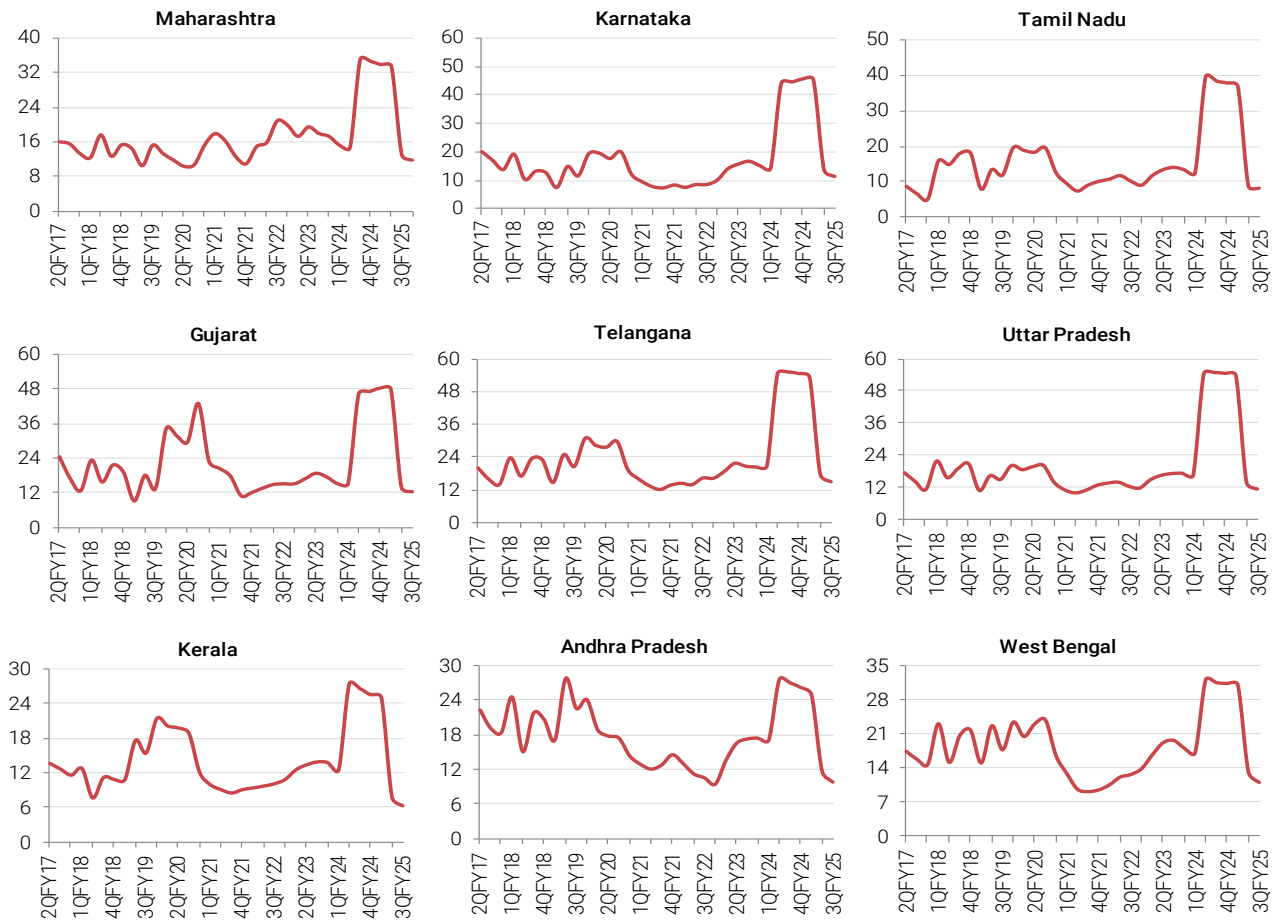 Maharashtra
40
32
24
16
8
0
2QFY17
1QFY18
4QFY18
3QFY19
2QFY20
1QFY21
4QFY21
3QFY22
2QFY23
1QFY24
4QFY24
3QFY25
Karnataka
60
50
40
30
20
10
0
2QFY17
1QFY18
4QFY18
3QFY19
2QFY20
1QFY21
4QFY21
3QFY22
2QFY23
1QFY24
4QFY24
3QFY25
Tamil Nadu
50
40
30
20
10
0
2QFY17
1QFY18
4QFY18
3QFY19
2QFY20
1QFY21
4QFY21
3QFY22
2QFY23
1QFY24
4QFY24
3QFY25
Gujarat
60
48
36
24
12
0
2QFY17
1QFY18
4QFY18
3QFY19
2QFY20
1QFY21
4QFY21
3QFY22
2QFY23
1QFY24
4QFY24
3QFY25
Telangana
60
48
36
24
12
0
2QFY17
1QFY18
4QFY18
3QFY19
2QFY20
1QFY21
4QFY21
3QFY22
2QFY23
1QFY24
4QFY24
3QFY25
Uttar Pradesh
60
48
36
24
12
0
2QFY17
1QFY18
4QFY18
3QFY19
2QFY20
1QFY21
4QFY21
3QFY22
2QFY23
1QFY24
4QFY24
3QFY25
Kerala
30
24
18
12
6
0
2QFY17
1QFY18
4QFY18
3QFY19
2QFY20
1QFY21
4QFY21
3QFY22
2QFY23
1QFY24
4QFY24
3QFY25
Andhra Pradesh
30
24
18
12
6
0
2QFY17
1QFY18
4QFY18
3QFY19
2QFY20
1QFY21
4QFY21
3QFY22
2QFY23
1QFY24
4QFY24
3QFY25
West Bengal
35
28
21
14
7
0
2QFY17
1QFY18
4QFY18
3QFY19
2QFY20
1QFY21
4QFY21
3QFY22
2QFY23
1QFY24
4QFY24
3QFY25